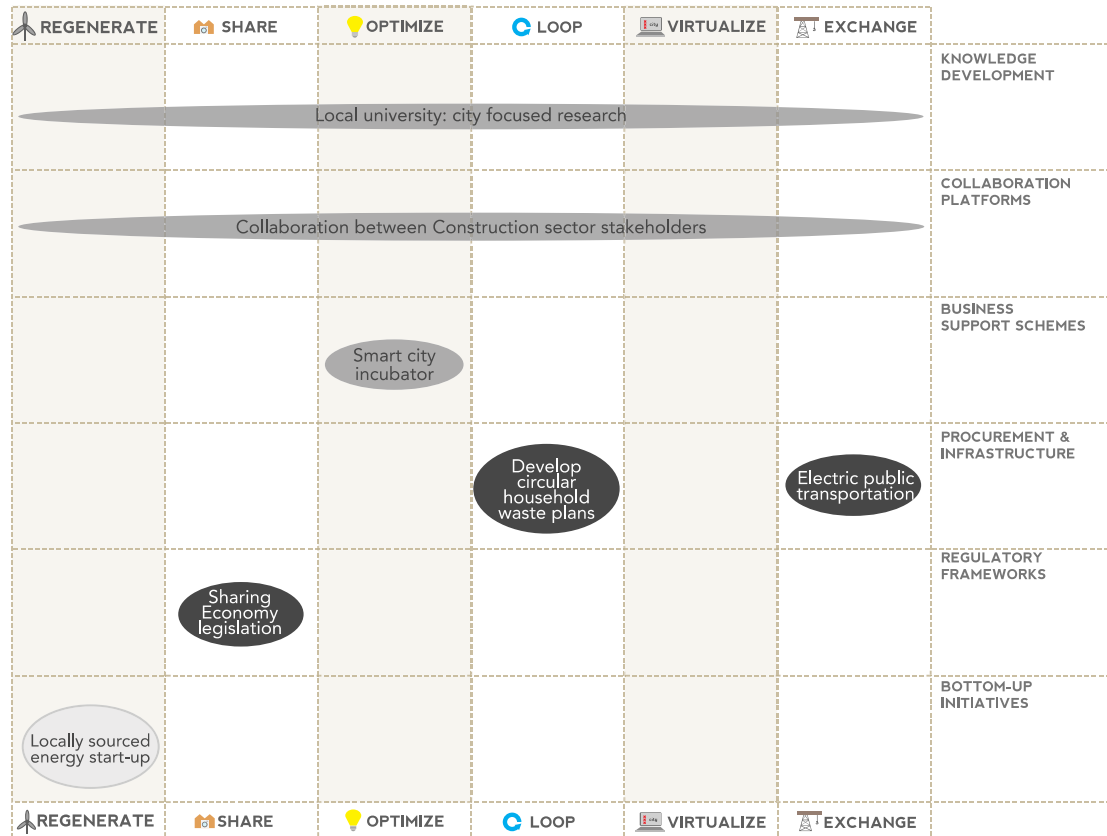 REGENERATE SHARE OPTIMIZE LOOP VIRTUALIZE EXCHANGE
KNOWLEDGE
DEVELOPMENT
Local university: city focused research
COLLABORATION
PLATFORMS
Collaboration between Construction sector stakeholders
BUSINESS
SUPPORT SCHEMES
Smart city
incubator
PROCUREMENT &
INFRASTRUCTURE
Develop
circular
household
waste plans
Electric public
transportation
REGULATORY
FRAMEWORKS
Sharing
Economy
legislation
BOTTOM-UP
INITIATIVES
Locally sourced
energy start-up
REGENERATE SHARE OPTIMIZE LOOP VIRTUALIZE EXCHANGE